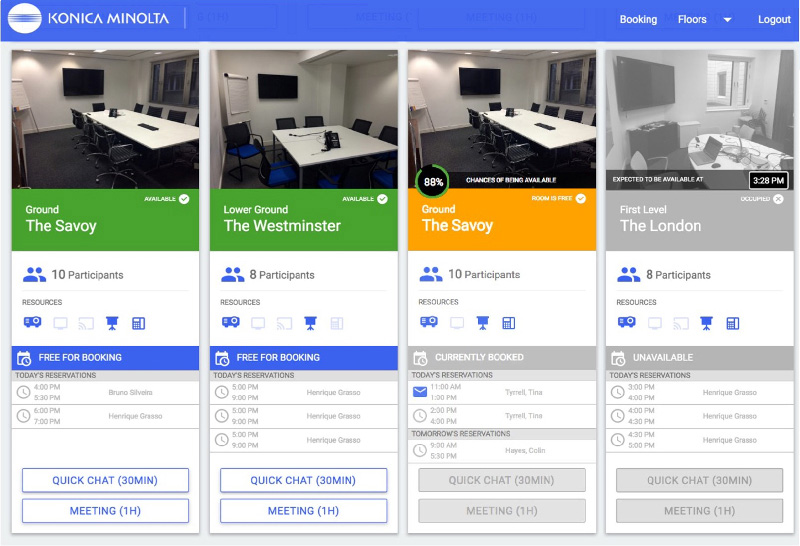 KONICA MINOLTA
(1H)
MEETING (1H)
MEETING (1H)
Booking
Floors
Logout
AVAILABLE
Ground
The Savoy
10 Participants
RESOURCES
FREE FOR BOOKING
TODAY'S RESERVATIONS
4:00 PM
5:30 PM
Bruno Silveira
6:00 PM
7:00 PM
Henrique Grasso
QUICK CHAT (30MIN)
MEETING (1H)
AVAILABLE
Lower Ground
The Westminster
8 Participants
RESOURCES
FREE FOR BOOKING
TODAY'S RESERVATIONS
5:00 PM
9:00 PM
Henrique Grasso
5:00 PM
9:00 PM
Henrique Grasso
5:00 PM
9:00 PM
Henrique Grasso
QUICK CHAT (30MIN)
MEETING (1H)
88%
CHANCES OF BEING AVAILABLE
ROOM IS FREE
Ground
The Savoy
10 Participants
RESOURCES
CURRENTLY BOOKED
TODAY'S RESERVATIONS
11:00 AM
1:00 PM
Tyrrell, Tina
2:00 PM
4:00 PM
Tyrrell, Tina
TOMORROW'S RESERVATIONS
9:00 AM
5:30 PM
Hayes, Colin
QUICK CHAT (30MIN)
MEETING (1H)
EXPECTED TO BE AVAILABLE AT
3:28 PM
OCCUPIED
First Level
The London
8 Participants
RESOURCES
UNAVAILABLE
TODAY'S RESERVATIONS
3:00 PM
4:00 PM
Henrique Grasso
4:00 PM
4:30 PM
Henrique Grasso
4:30 PM
5:00 PM
Henrique Grasso
QUICK CHAT (30MIN)
MEETING (1H)